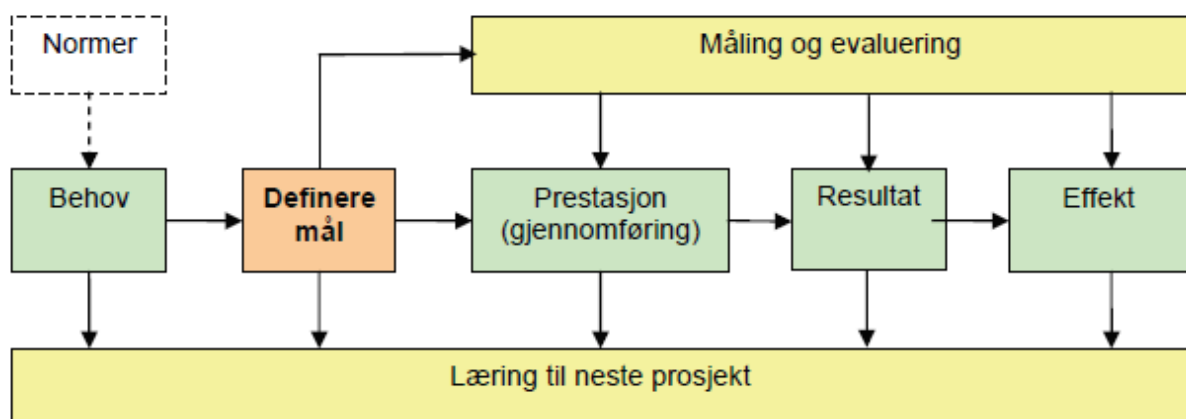 Normer
Måling og evaluering
Behov
Definere
mål
Prestasjon
(gjennomføring)
Resultat
Effekt
Læring til neste prosjekt